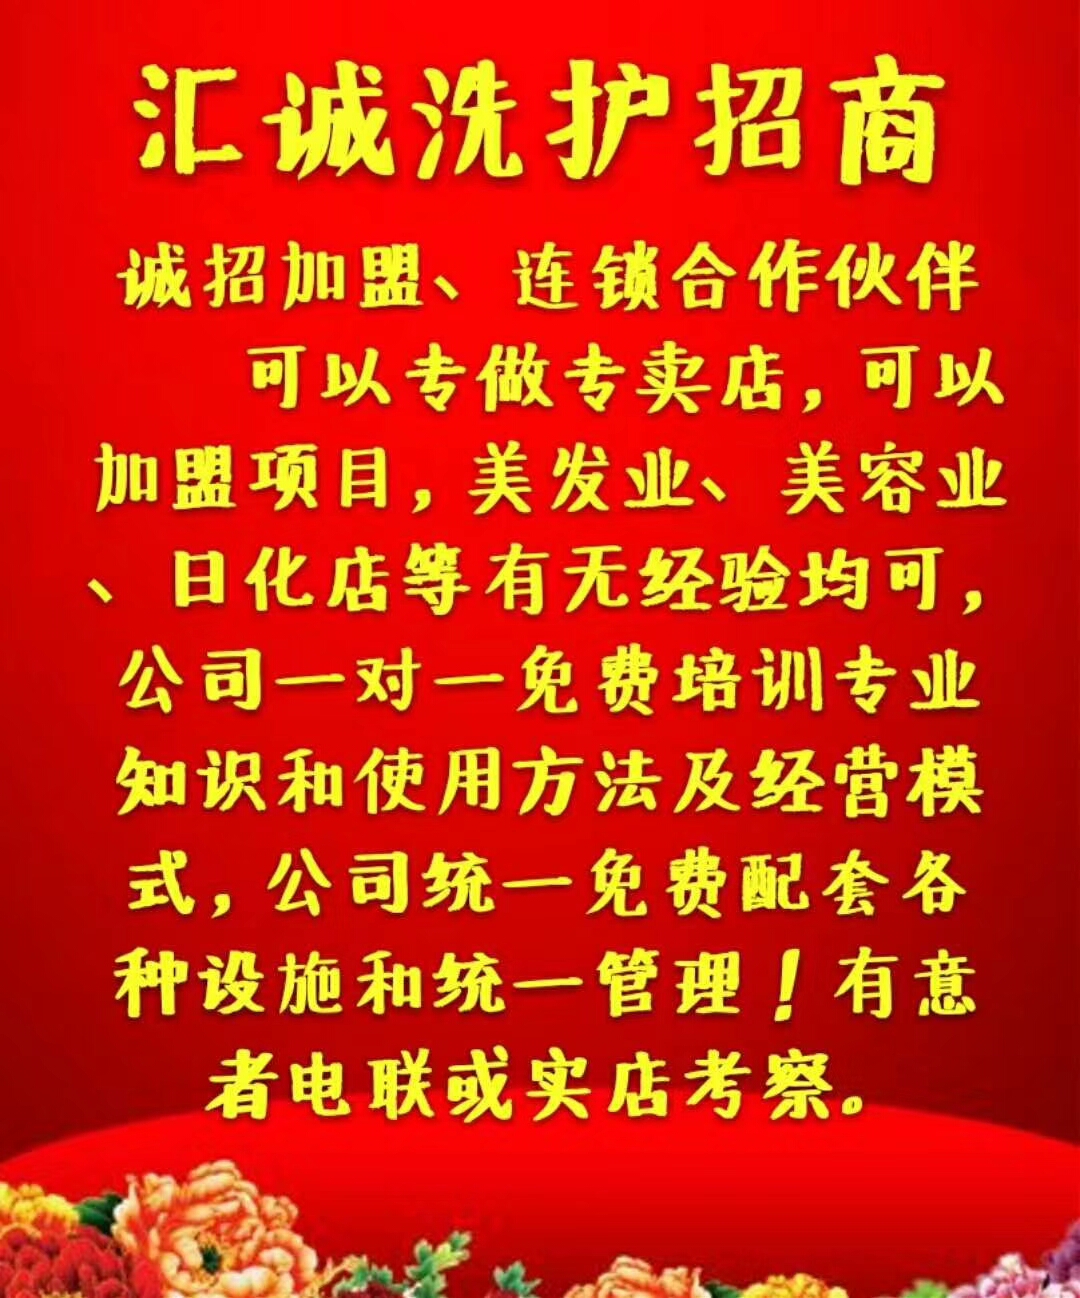 汇诚洗护招商
诚招加盟、连锁合作伙伴
可以专做专卖店，可以
加盟项目，美发业、美容业
、日化店等有无经验均可，
公司一对一免费培训专业
知识和使用方法及经营模
式，公司统一免费配套各
种设施和统一管理！有意
者电联或实店考察。